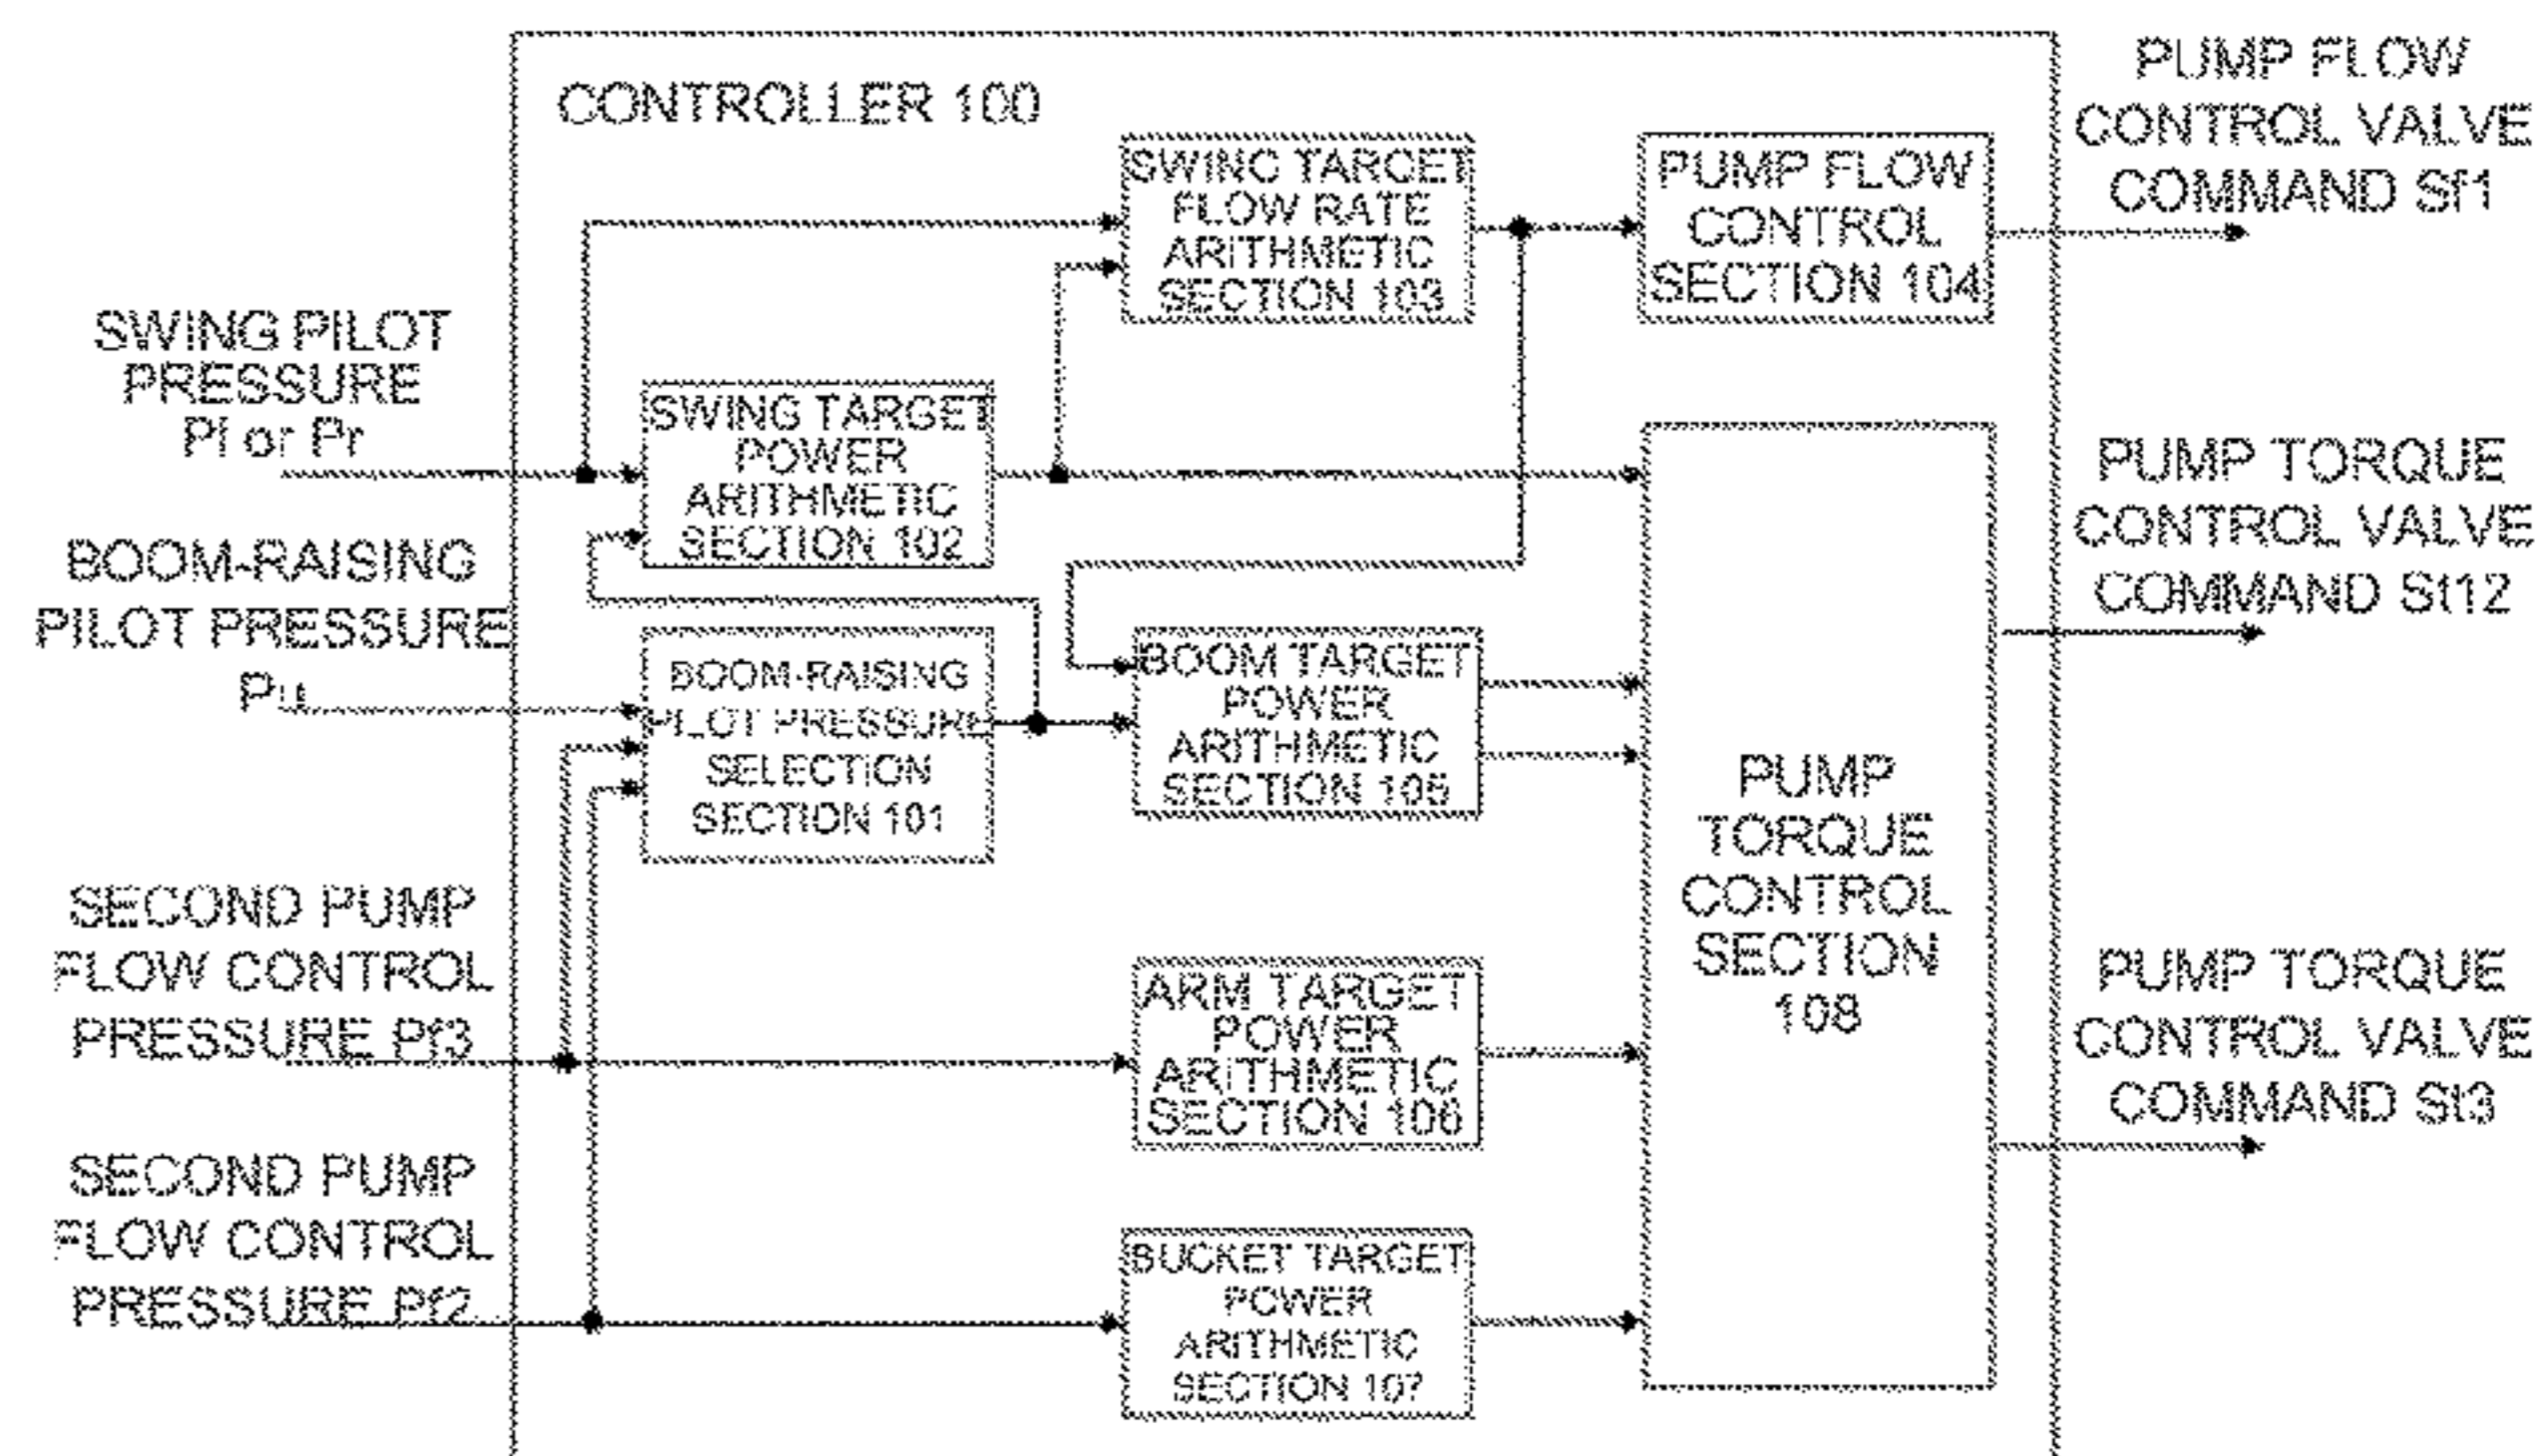 CONTROLLER 100
SWING PILOT
PRESSURE
Pl or Pr
BOOM-RAISING
PILOT PRESSURE
Pu
SECOND PUMP
FLOW CONTROL
PRESSURE Pf3
SECOND PUMP
FLOW CONTROL
PRESSURE Pf2
SWING TARGET
POWER
ARITHMETIC
SECTION 102
BOOM-RAISING
PILOT PRESSURE
SELECTION
SECTION 101
SWING TARGET
FLOW RATE
ARITHMETIC
SECTION 103
BOOM TARGET
POWER
ARITHMETIC
SECTION 105
ARM TARGET
POWER
ARITHMETIC
SECTION 106
BUCKET TARGET
POWER
ARITHMETIC
SECTION 107
PUMP FLOW
CONTROL
SECTION 104
PUMP
TORQUE
CONTROL
SECTION
108
PUMP FLOW
CONTROL VALVE
COMMAND Sf1
PUMP TORQUE
CONTROL VALVE
COMMAND St12
PUMP TORQUE
CONTROL VALVE
COMMAND St3